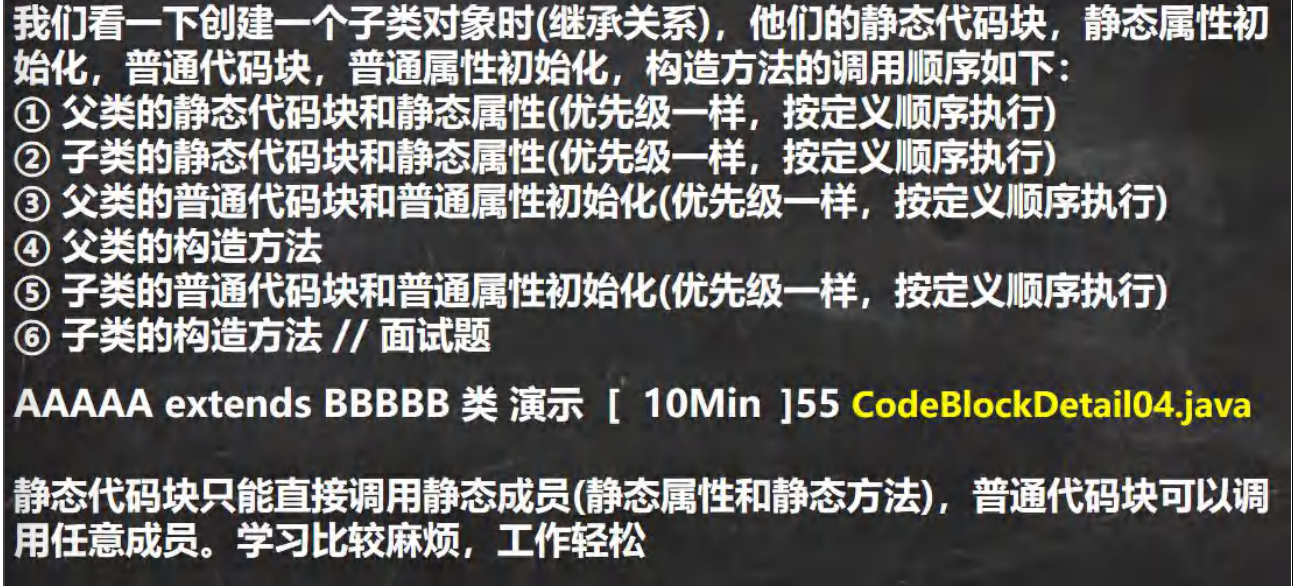 我们看一下创建一个子类对象时(继承关系)，他们的静态代码块，静态属性初
始化，普通代码块，普通属性初始化，构造方法的调用顺序如下：
① 父类的静态代码块和静态属性(优先级一样，按定义顺序执行)
② 子类的静态代码块和静态属性(优先级一样，按定义顺序执行)
③ 父类的普通代码块和普通属性初始化(优先级一样，按定义顺序执行)
④ 父类的构造方法
⑤ 子类的普通代码块和普通属性初始化(优先级一样，按定义顺序执行)
⑥ 子类的构造方法 // 面试题
AAAAA extends BBBBB 类 演示 [ 10Min ]55 CodeBlockDetail04.java
静态代码块只能直接调用静态成员(静态属性和静态方法)，普通代码块可以调
用任意成员。学习比较麻烦，工作轻松